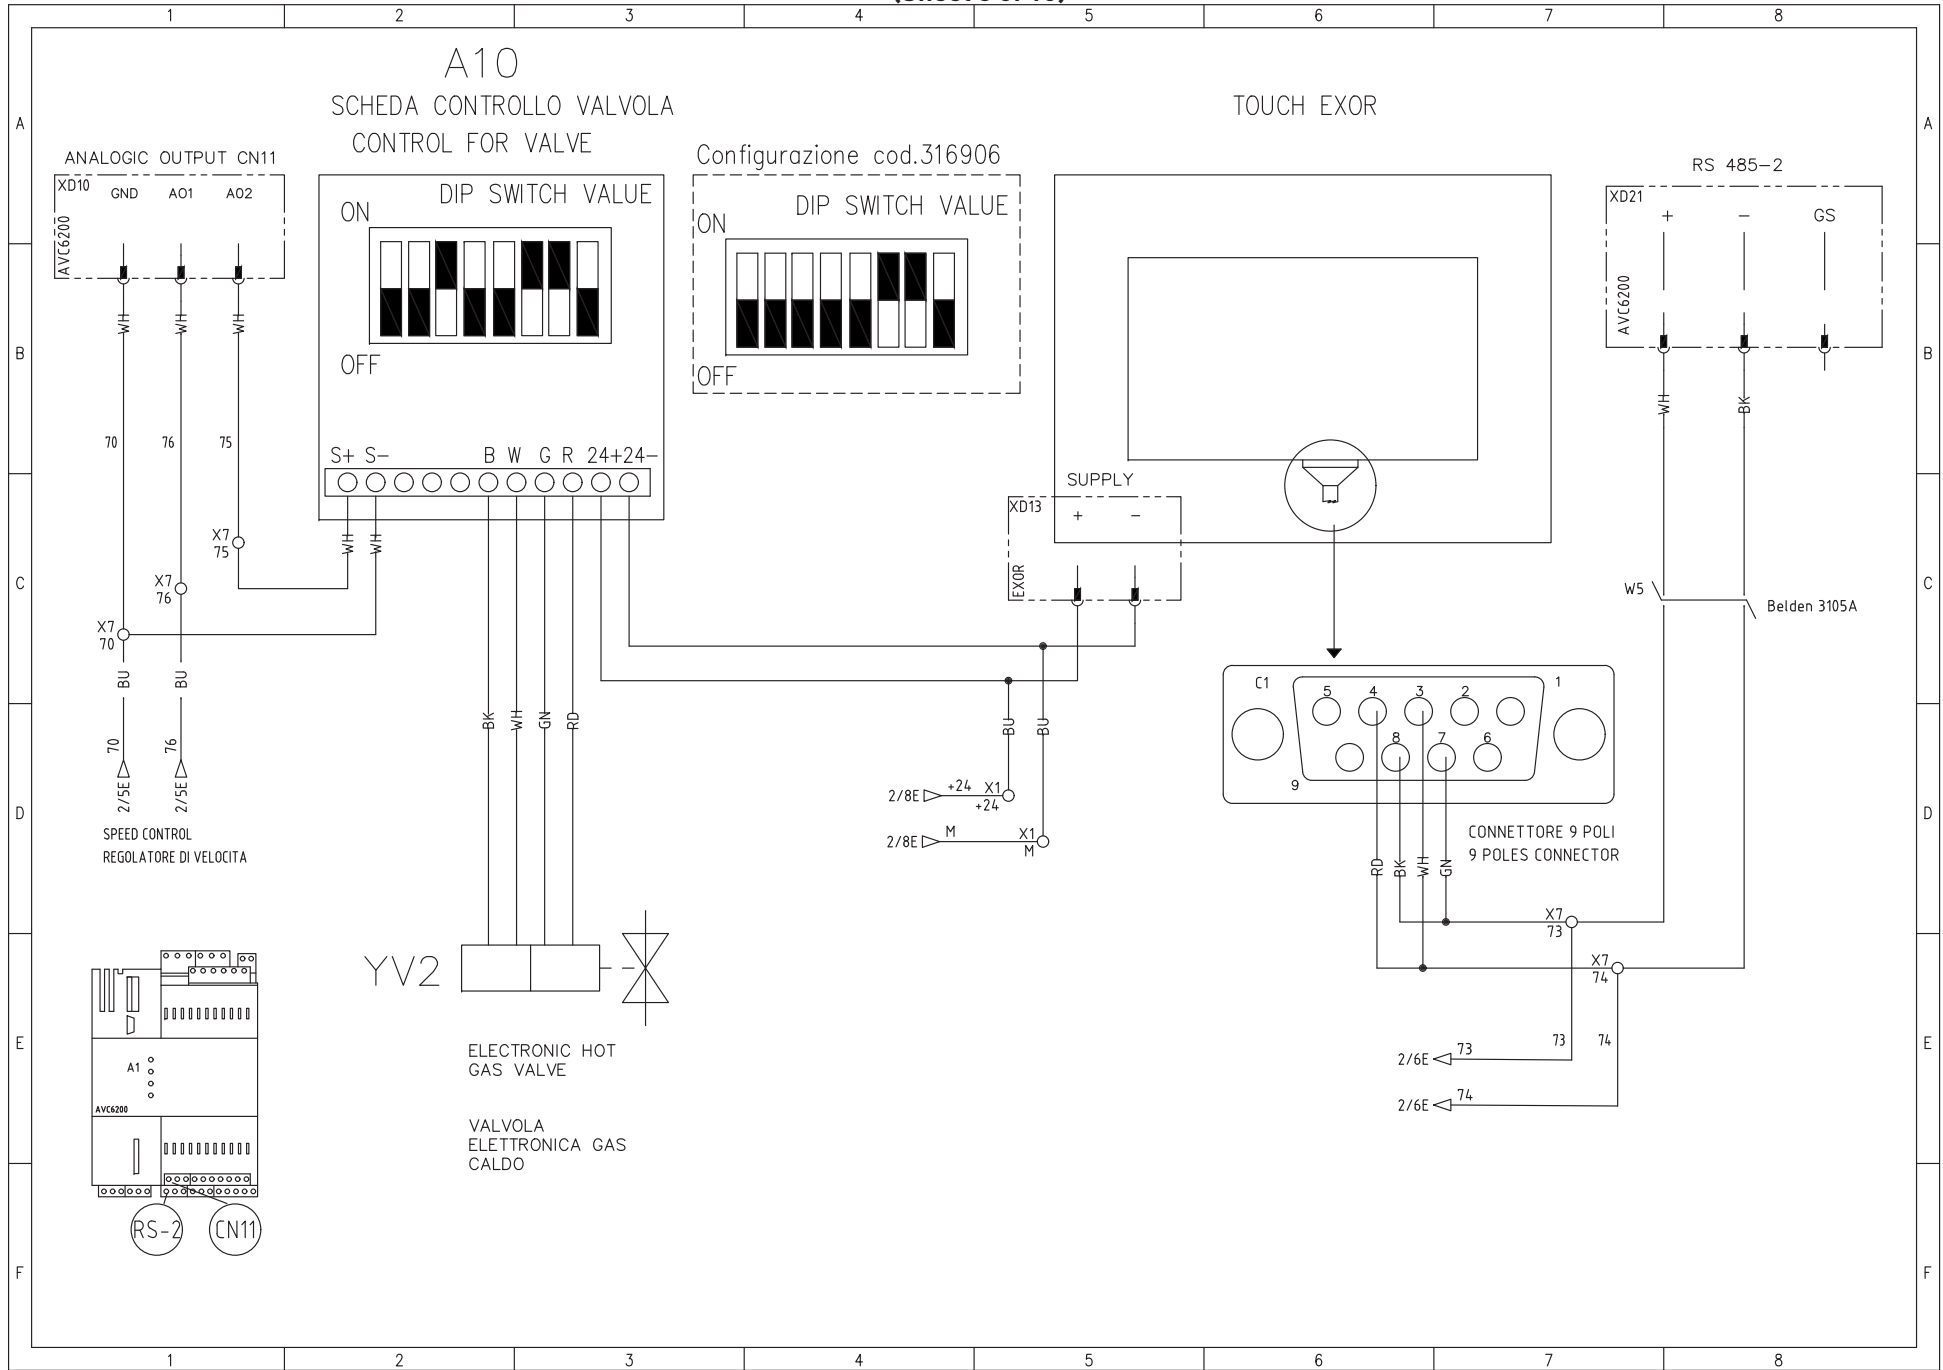 1 2 3 4 5 6 7 8
A
B
C
D
E
F
A10
SCHEDA CONTROLLO VALVOLA
CONTROL FOR VALVE
TOUCH EXOR
ANALOGIC OUTPUT CN11
XD10
GND AO1 AO2
AVC6200
WH WH WH
70 76 75
X7
75
X7
76
X7
70
BU BU
70 76
2/5E 2/5E
SPEED CONTROL
REGOLATORE DI VELOCITA
DIP SWITCH VALUE
ON
OFF
S+ S- B W G R 24+24-
WH WH
BK WH GN RD
YV2
ELECTRONIC HOT
GAS VALVE
VALVOLA
ELETTRONICA GAS
CALDO
Configurazione cod.316906
DIP SWITCH VALUE
ON
OFF
SUPPLY
XD13
+ -
EXOR
BU BU
2/8E +24 X1
+24
2/8E M X1
M
RS 485-2
XD21
+ - GS
AVC6200
WH BK
W5
Belden 3105A
C1 5 4 3 2 1
8 7 6
9
CONNETTORE 9 POLI
9 POLES CONNECTOR
RD BK WH GN
X7
73
X7
74
73 74
2/6E 73
2/6E 74
A1
AVC6200
RS-2 CN11
A
B
C
D
E
F
1 2 3 4 5 6 7 8